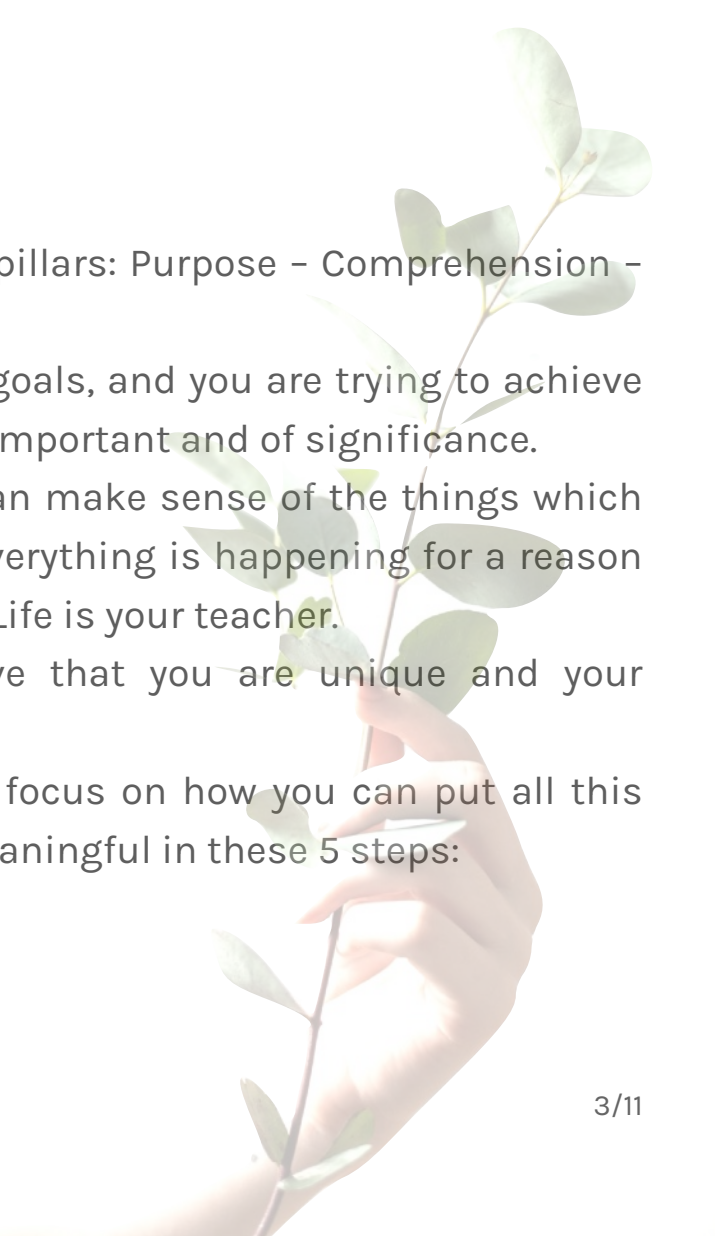 pillars: Purpose – Comprehension –
goals, and you are trying to achieve
mportant and of significance.
an make sense of the things which
verything is happening for a reason
Life is your teacher.
ve that you are unique and your
focus on how you can put all this
aningful in these 5 steps:
3/11